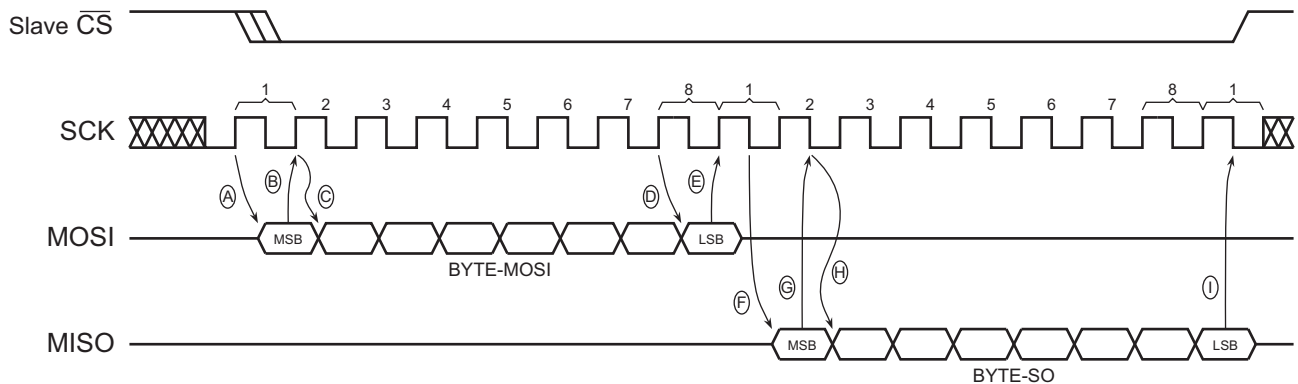 Slave C̅S̅
1 2 3 4 5 6 7 8 1 2 3 4 5 6 7 8 1
SCK
A B C D E
MOSI MSB LSB
BYTE-MOSI
F G H I
MISO MSB LSB
BYTE-SO